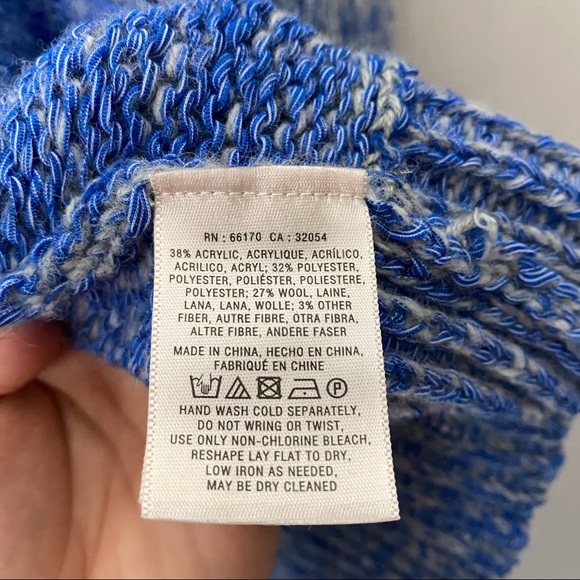 RN : 66170 CA : 32054
38% ACRYLIC, ACRYLIQUE, ACRÍLICO,
ACRILICO, ACRYL; 32% POLYESTER,
POLYESTER, POLIÉSTER, POLIESTERE,
POLYESTER; 27% WOOL, LAINE,
LANA, LANA, WOLLE; 3% OTHER
FIBER, AUTRE FIBRE, OTRA FIBRA,
ALTRE FIBRE, ANDERE FASER
MADE IN CHINA, HECHO EN CHINA,
FABRIQUÉ EN CHINE
P
HAND WASH COLD SEPARATELY,
DO NOT WRING OR TWIST,
USE ONLY NON-CHLORINE BLEACH,
RESHAPE LAY FLAT TO DRY,
LOW IRON AS NEEDED,
MAY BE DRY CLEANED